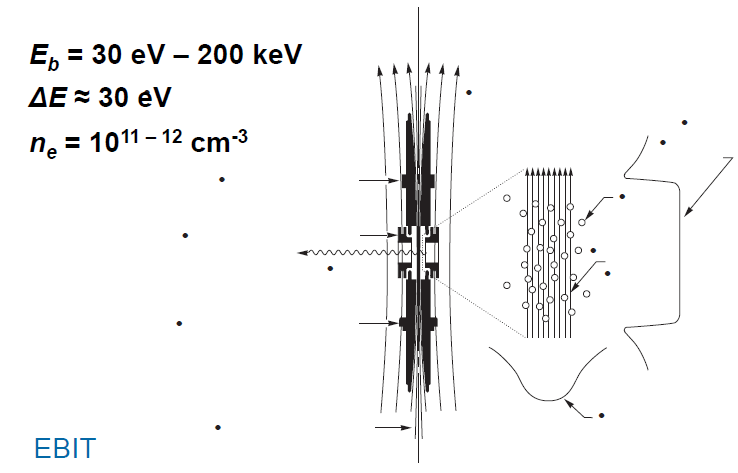 E_b = 30 eV – 200 keV
ΔE ≈ 30 eV
n_e = 10^11 – 12 cm^-3
EBIT